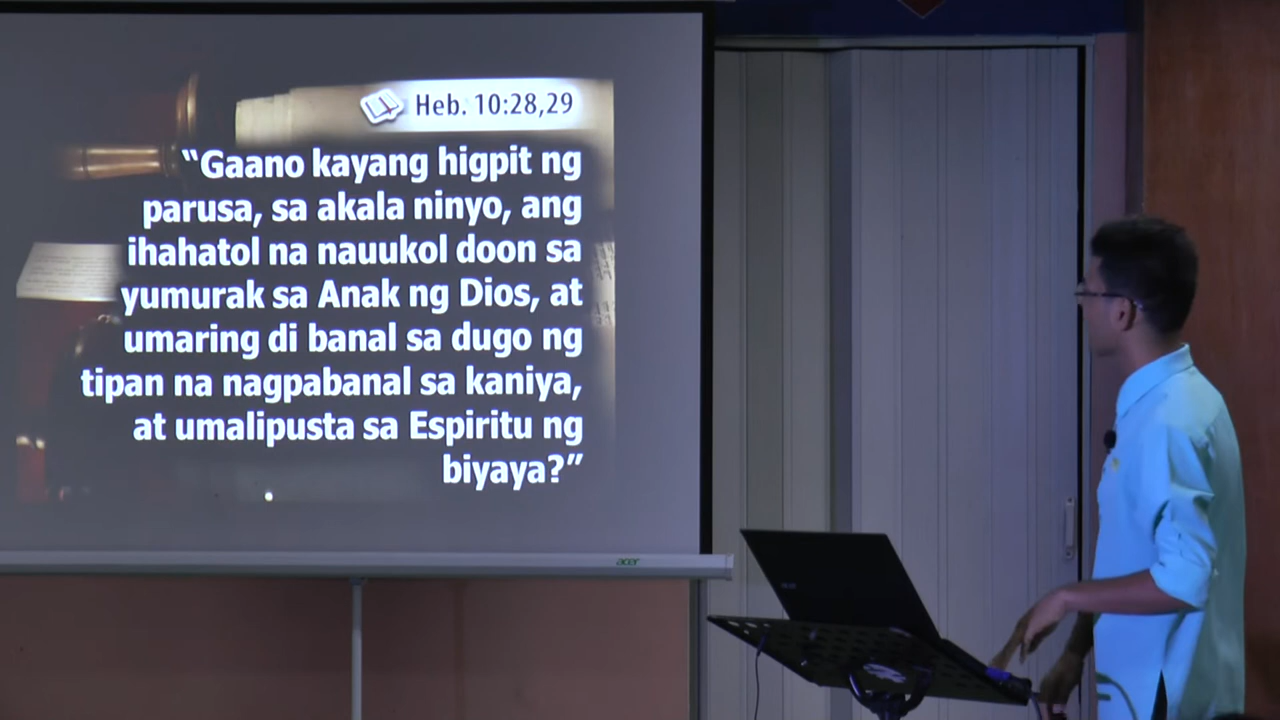 Heb. 10:28,29
“Gaano kayang higpit ng
parusa, sa akala ninyo, ang
ihahatol na nauukol doon sa
yumurak sa Anak ng Dios, at
umaring di banal sa dugo ng
tipan na nagpabanal sa kaniya,
at umalipusta sa Espiritu ng
biyaya?”
acer